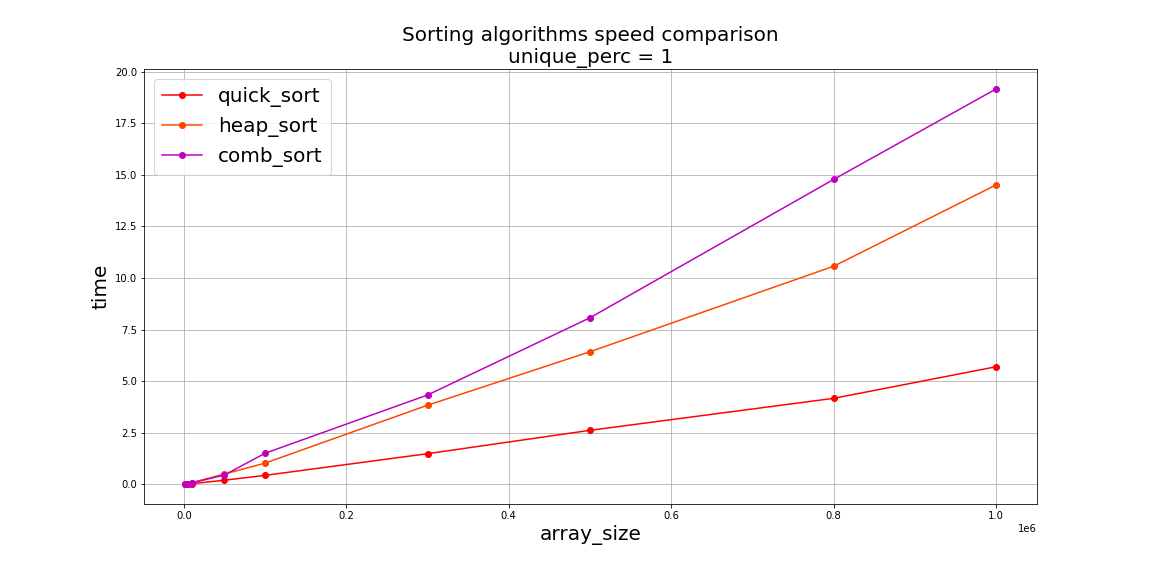 Sorting algorithms speed comparison
unique_perc = 1
quick_sort
heap_sort
comb_sort
time
20.0
17.5
15.0
12.5
10.0
7.5
5.0
2.5
0.0
0.0 0.2 0.4 0.6 0.8 1.0
1e6
array_size